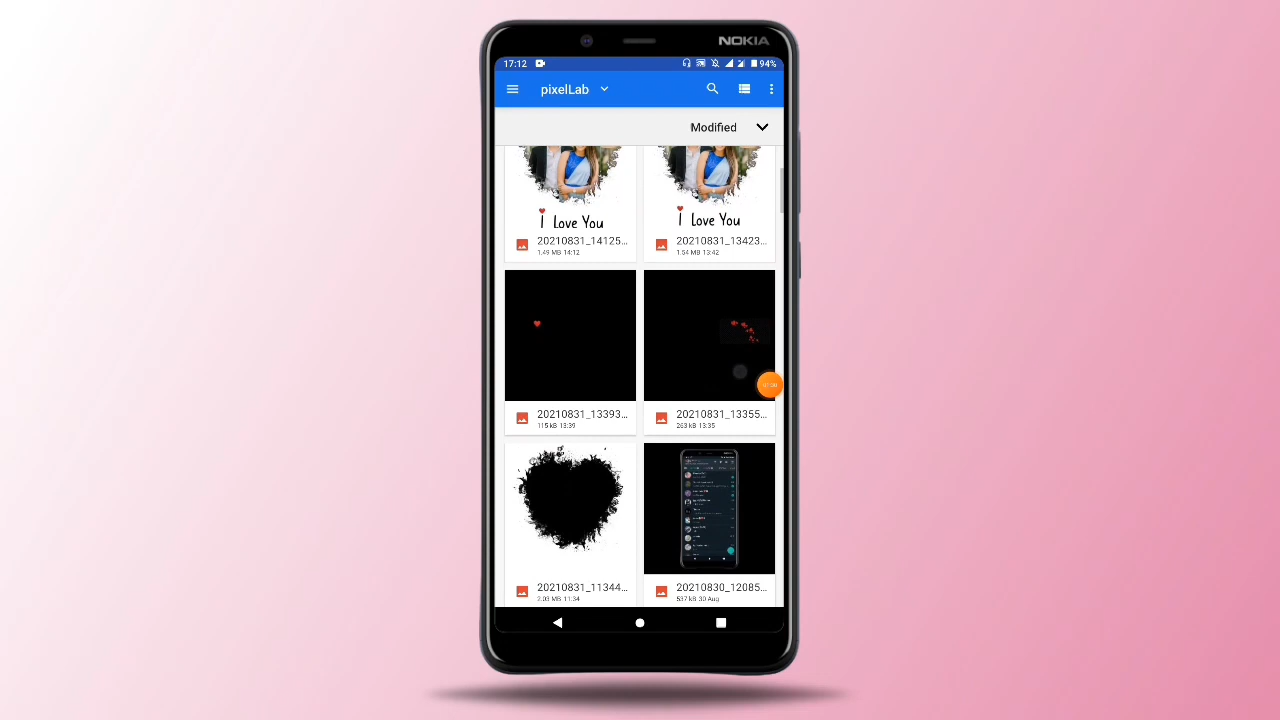 NOKIA
17:12
94%
pixelLab
Modified
I Love You
I Love You
20210831_14125...
1.49 MB 14:12
20210831_13423...
1.54 MB 13:42
20210831_13393...
115 kB 13:39
20210831_13355...
263 kB 13:35
20210831_11344...
2.03 MB 11:34
20210830_12085...
537 kB 30 Aug